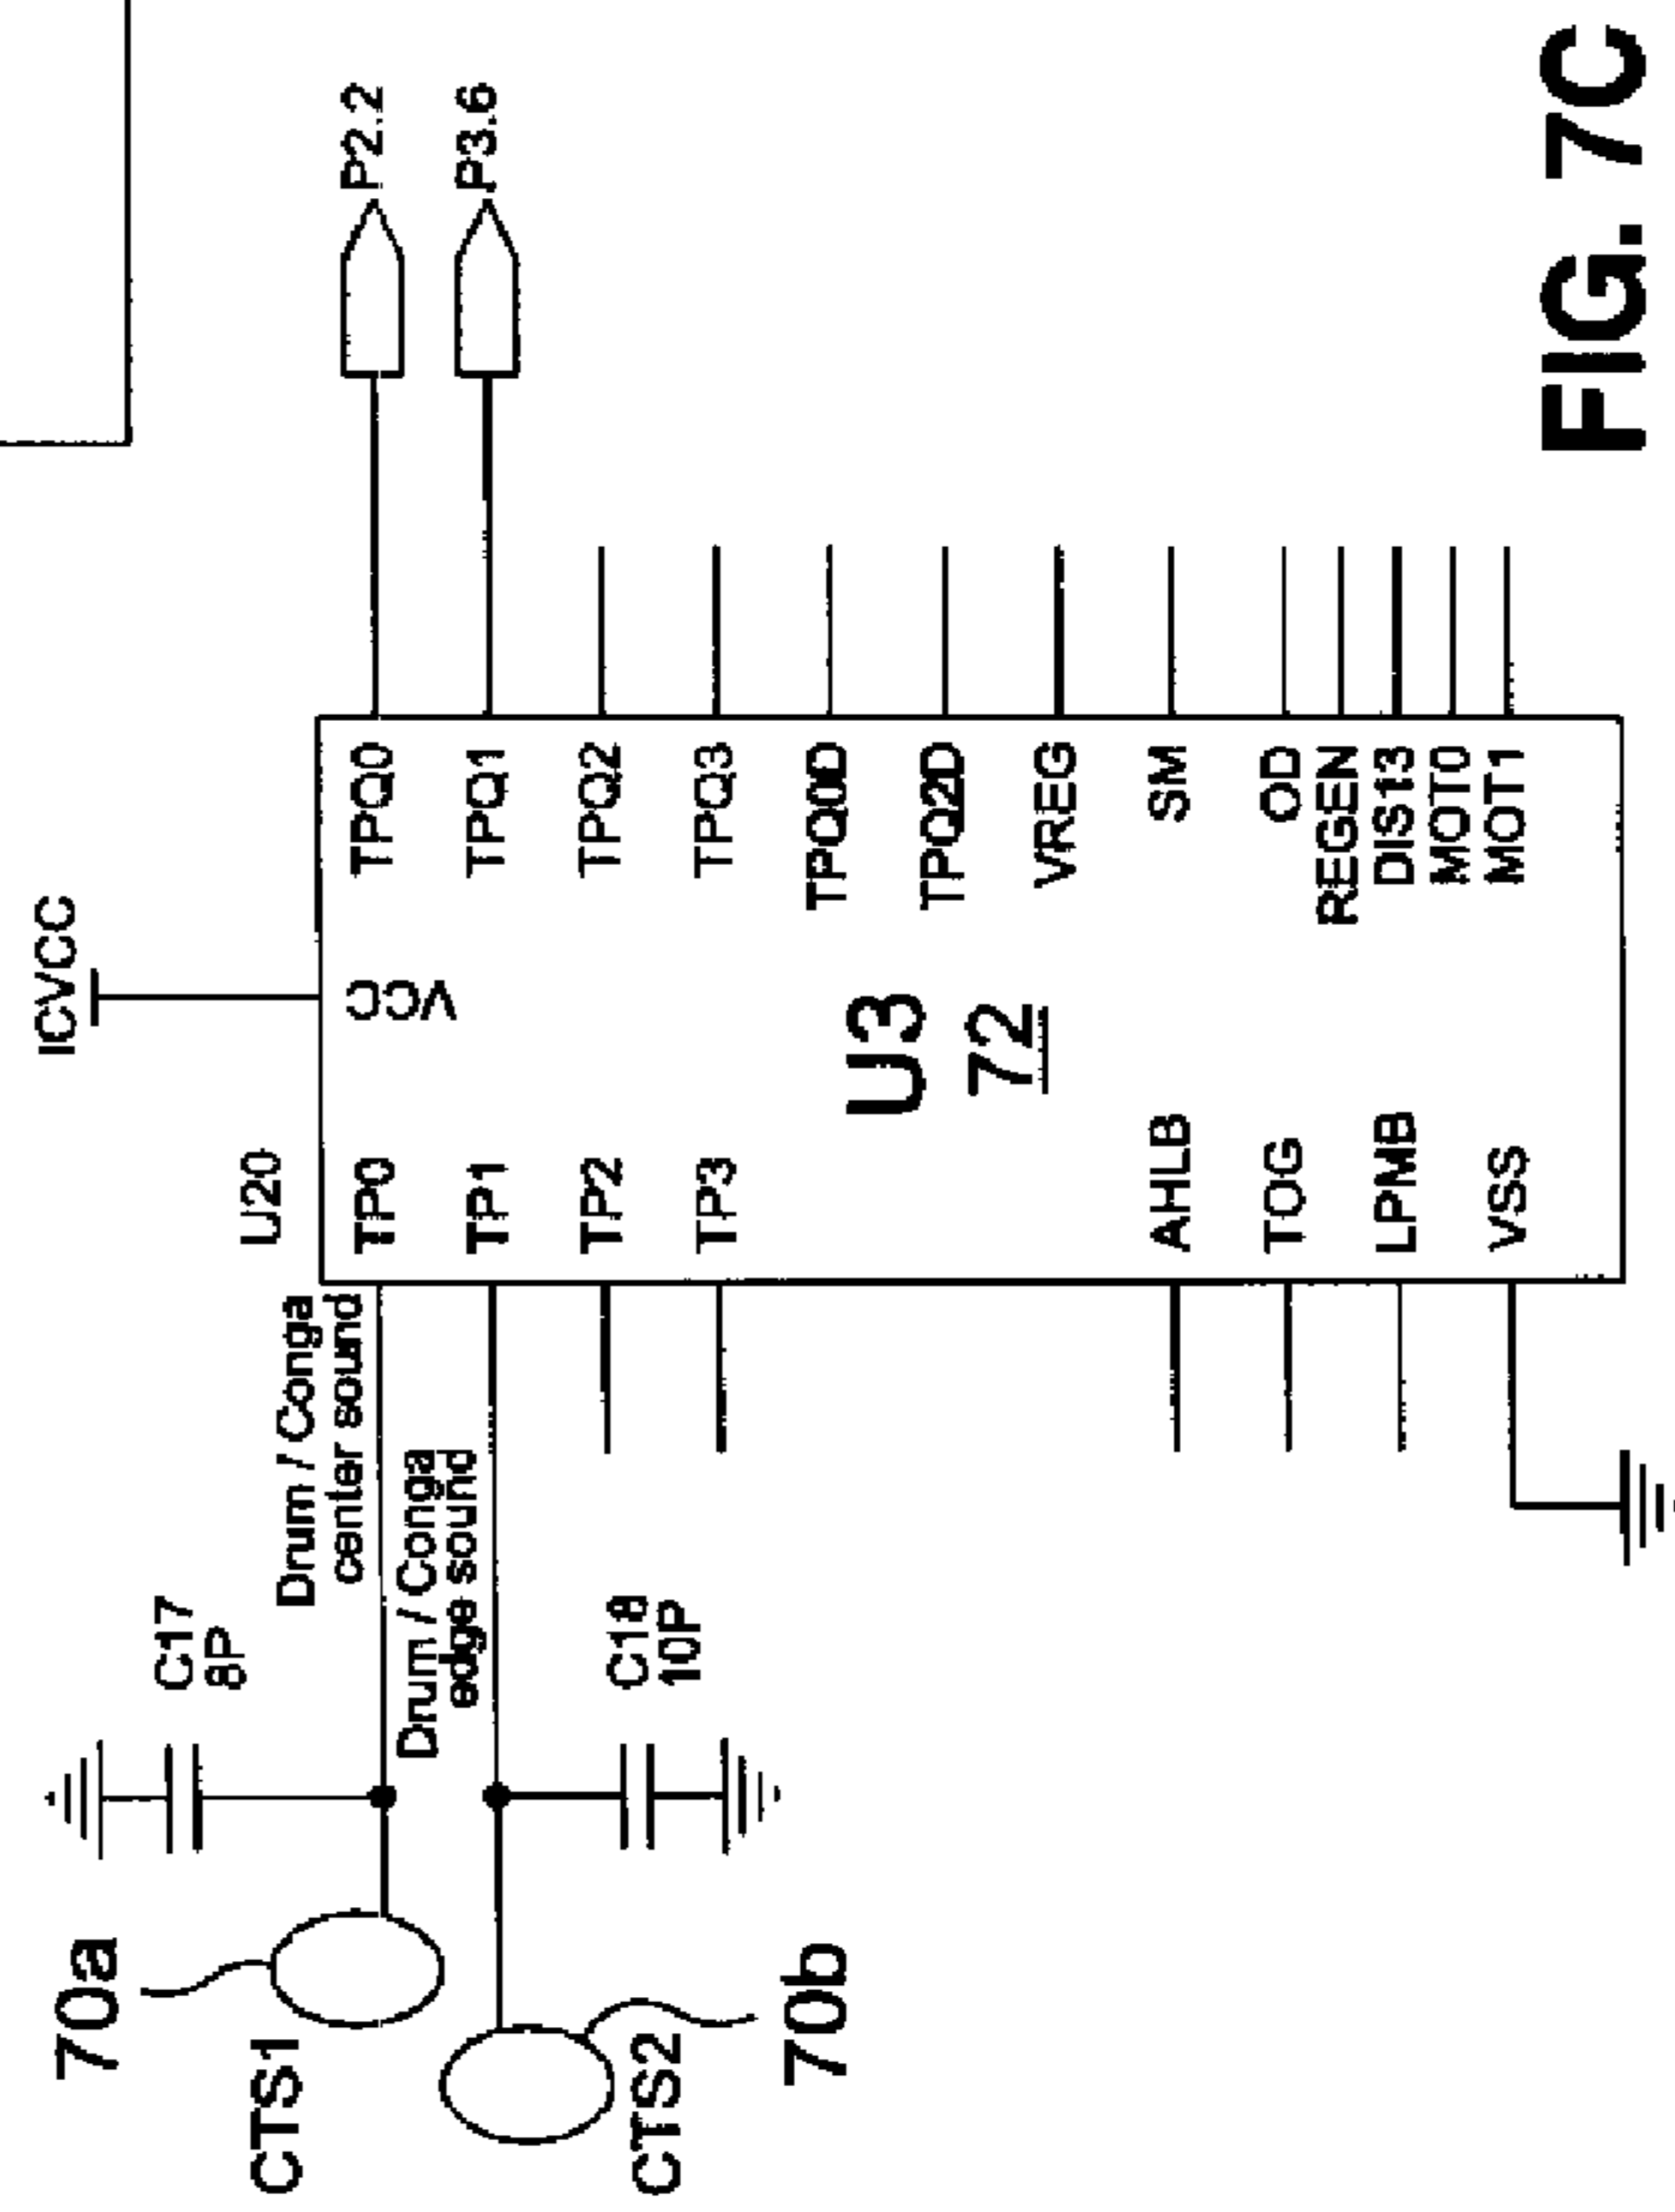 ICVCC
70a
C17
8P
U20
CTS1
Drum / Conga
center sound
TP0
VCC
TPQ0
P2.2
Drum / Conga
edge sound
TP1
TPQ1
P3.6
CTS2
C18
10P
TP2
TPQ2
TP3
TPQ3
70b
U3
72
TPQ0D
TPQ2D
VREG
AHLB
SM
TOG
OD
REGEN
LPMB
DIS13
MOT0
VSS
MOT1
FIG. 7C